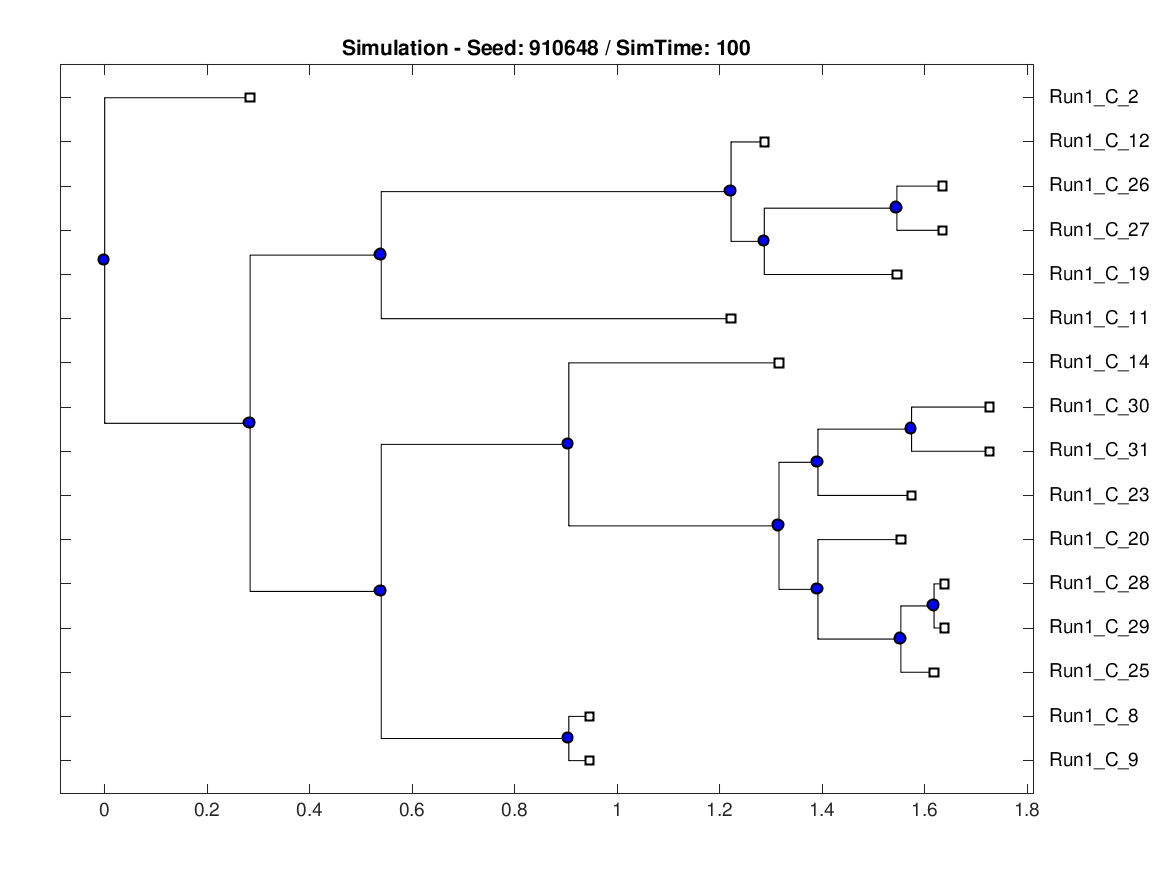 Simulation - Seed: 910648 / SimTime: 100
Run1_C_2
Run1_C_12
Run1_C_26
Run1_C_27
Run1_C_19
Run1_C_11
Run1_C_14
Run1_C_30
Run1_C_31
Run1_C_23
Run1_C_20
Run1_C_28
Run1_C_29
Run1_C_25
Run1_C_8
Run1_C_9
0 0.2 0.4 0.6 0.8 1 1.2 1.4 1.6 1.8